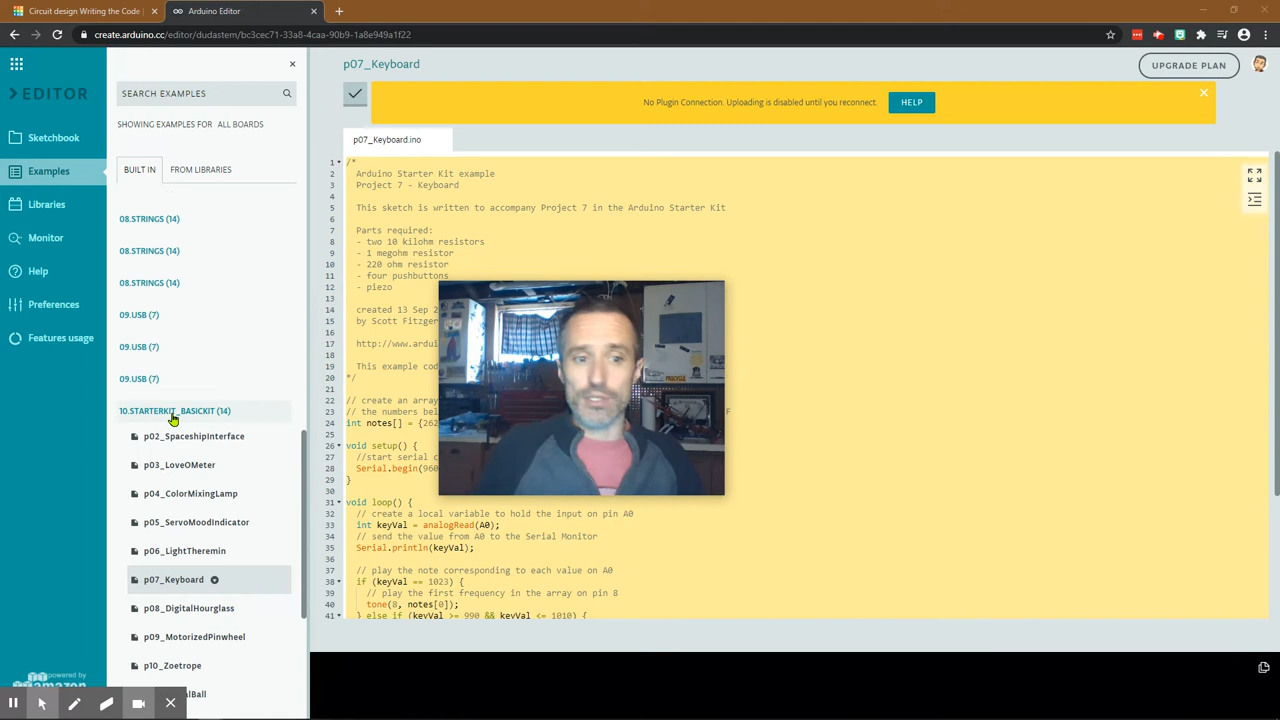 Circuit design Writing the Code
Arduino Editor
create.arduino.cc/editor/dudastem/bc3cec71-33a8-4caa-90b9-1a8e949a1f22
EDITOR
Sketchbook
Examples
Libraries
Monitor
Help
Preferences
Features usage
powered by
SEARCH EXAMPLES
SHOWING EXAMPLES FOR ALL BOARDS
BUILT IN
FROM LIBRARIES
08.STRINGS (14)
08.STRINGS (14)
08.STRINGS (14)
09.USB (7)
09.USB (7)
09.USB (7)
10.STARTERKIT_BASICKIT (14)
p02_SpaceshipInterface
p03_LoveOMeter
p04_ColorMixingLamp
p05_ServoMoodIndicator
p06_LightTheremin
p07_Keyboard
p08_DigitalHourglass
p09_MotorizedPinwheel
p10_Zoetrope
p07_Keyboard
UPGRADE PLAN
No Plugin Connection. Uploading is disabled until you reconnect.
HELP
p07_Keyboard.ino
1 /*
2 Arduino Starter Kit example
3 Project 7 - Keyboard
4
5 This sketch is written to accompany Project 7 in the Arduino Starter Kit
6
7 Parts required:
8 - two 10 kilohm resistors
9 - 1 megohm resistor
10 - 220 ohm resistor
11 - four pushbuttons
12 - piezo
13
14 created 13 Sep 2
15 by Scott Fitzger
16
17 http://www.ardui
18
19 This example cod
20 */
21
22 // create an array
23 // the numbers bel F
24 int notes[] = {262
25
26 void setup() {
27 //start serial c
28 Serial.begin(960
29 }
30
31 void loop() {
32 // create a local variable to hold the input on pin A0
33 int keyVal = analogRead(A0);
34 // send the value from A0 to the Serial Monitor
35 Serial.println(keyVal);
36
37 // play the note corresponding to each value on A0
38 if (keyVal == 1023) {
39 // play the first frequency in the array on pin 8
40 tone(8, notes[0]);
41 } else if (keyVal >= 990 && keyVal <= 1010) {